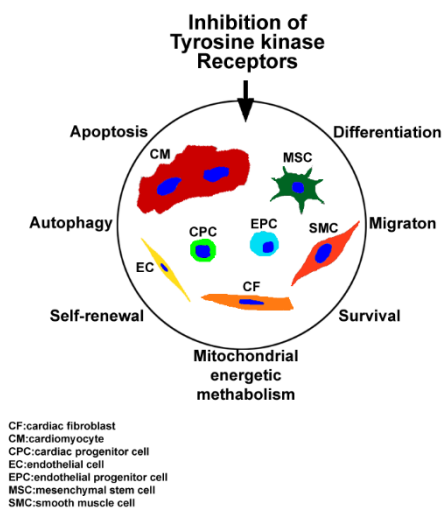 Inhibition of
Tyrosine kinase
Receptors
Apoptosis
Differentiation
CM
MSC
Autophagy
CPC
EPC
SMC
Migraton
EC
CF
Self-renewal
Survival
Mitochondrial
energetic
methabolism
CF:cardiac fibroblast
CM:cardiomyocyte
CPC:cardiac progenitor cell
EC:endothelial cell
EPC:endothelial progenitor cell
MSC:mesenchymal stem cell
SMC:smooth muscle cell